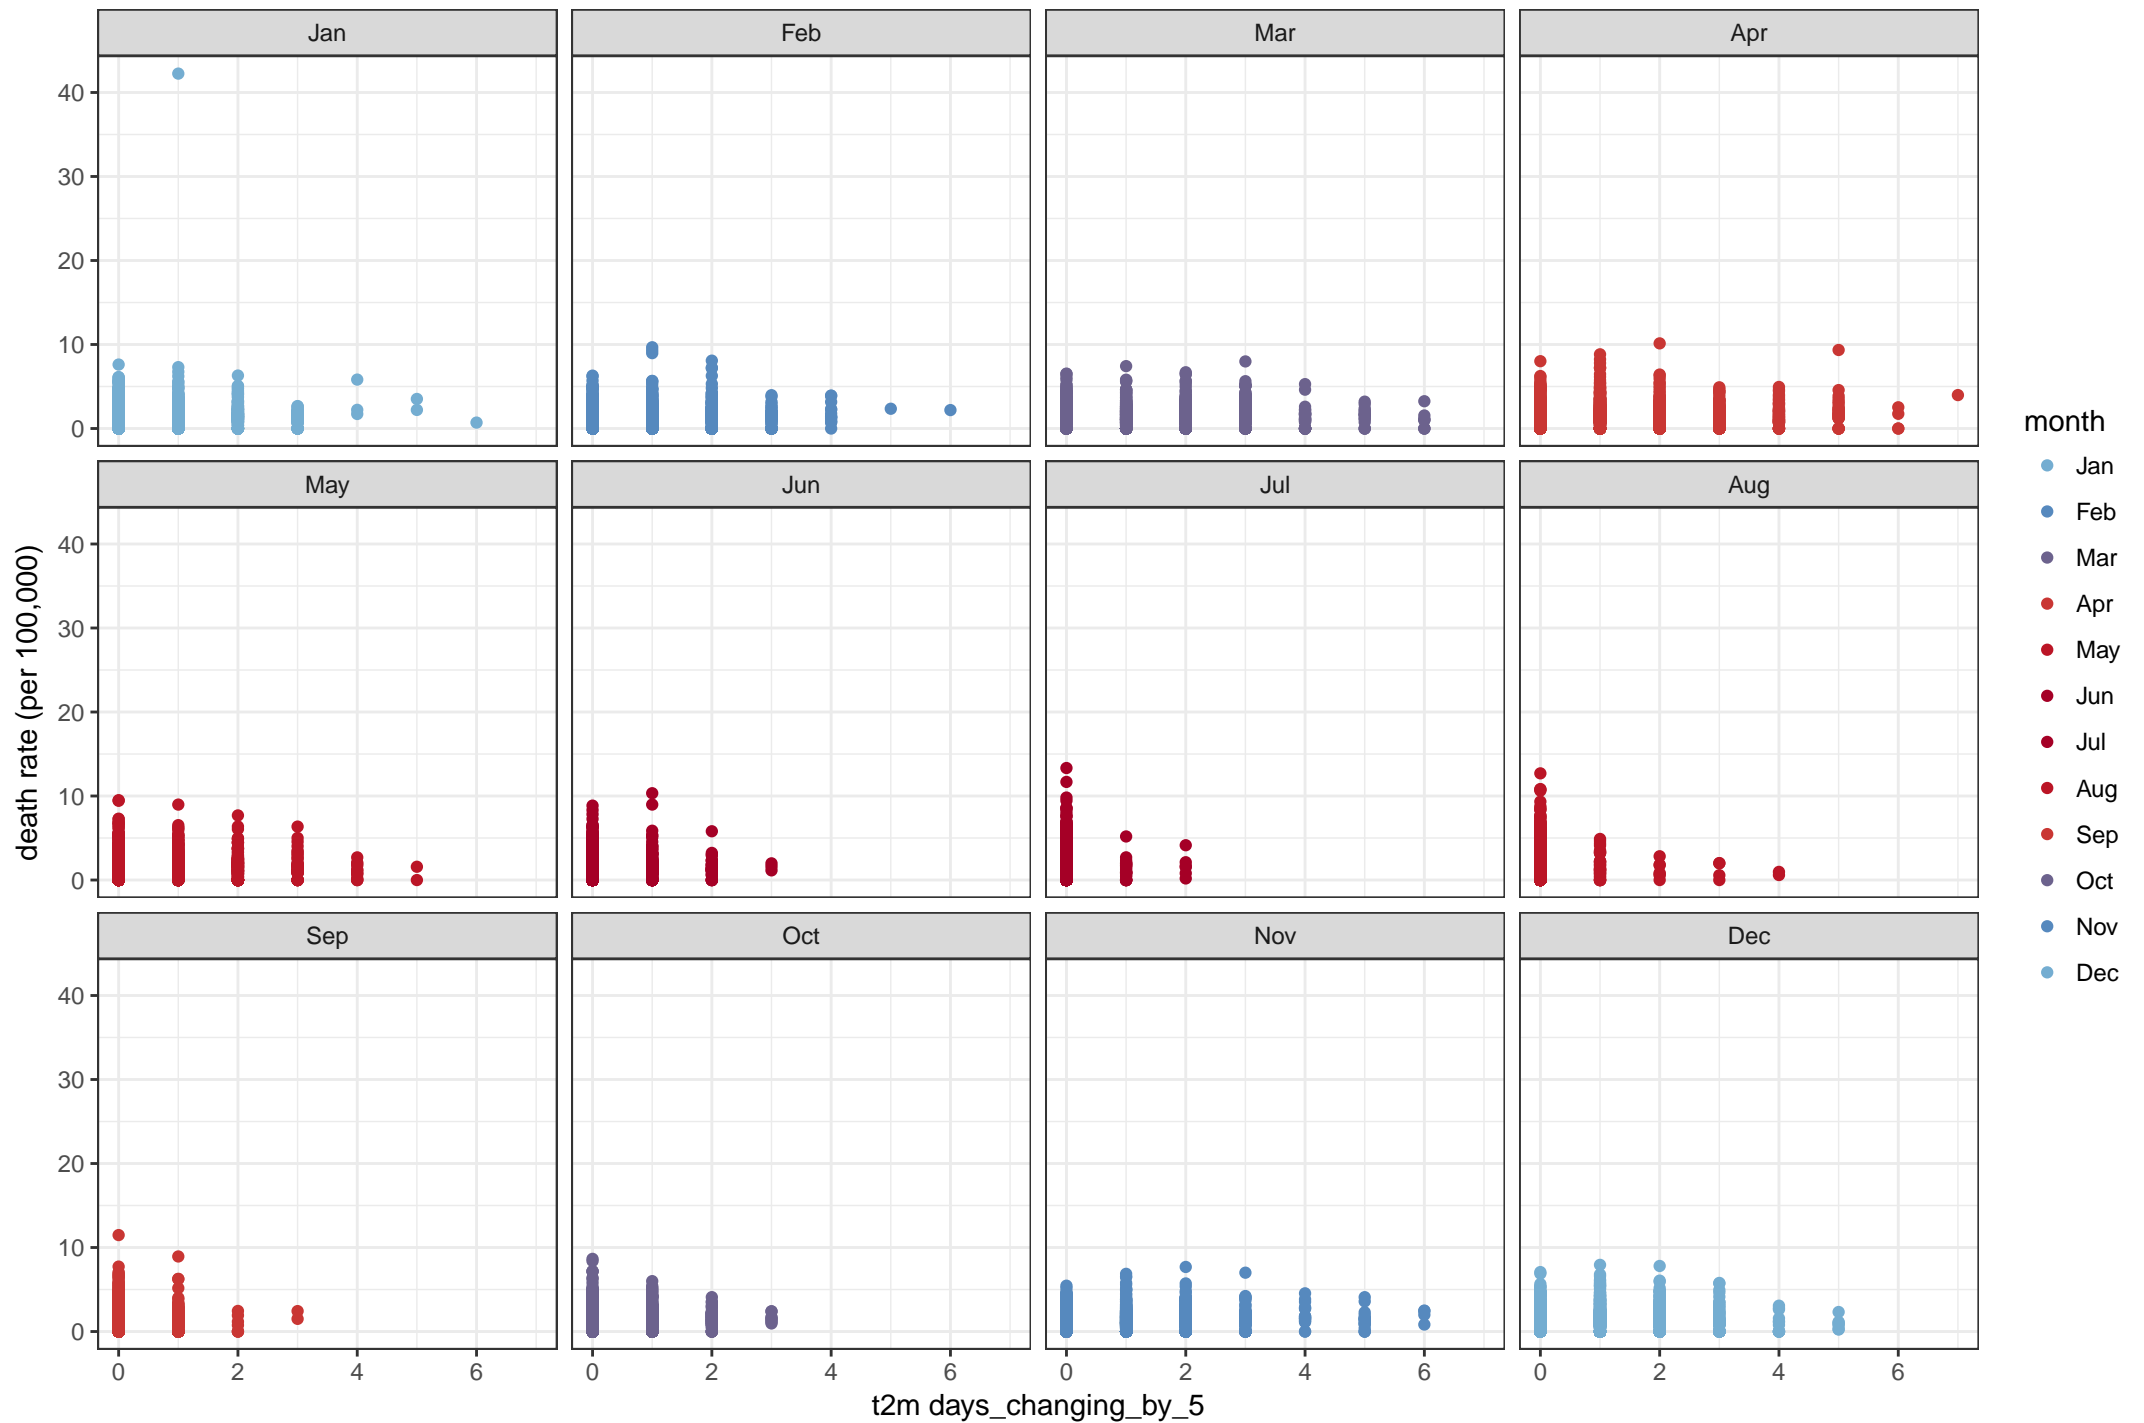 Jan Feb Mar Apr
40
30
20
10
0
May Jun Jul Aug
40
30
20
10
0
Sep Oct Nov Dec
40
30
20
10
0
0 2 4 6 0 2 4 6 0 2 4 6 0 2 4 6
t2m days_changing_by_5
death rate (per 100,000)
month
Jan
Feb
Mar
Apr
May
Jun
Jul
Aug
Sep
Oct
Nov
Dec